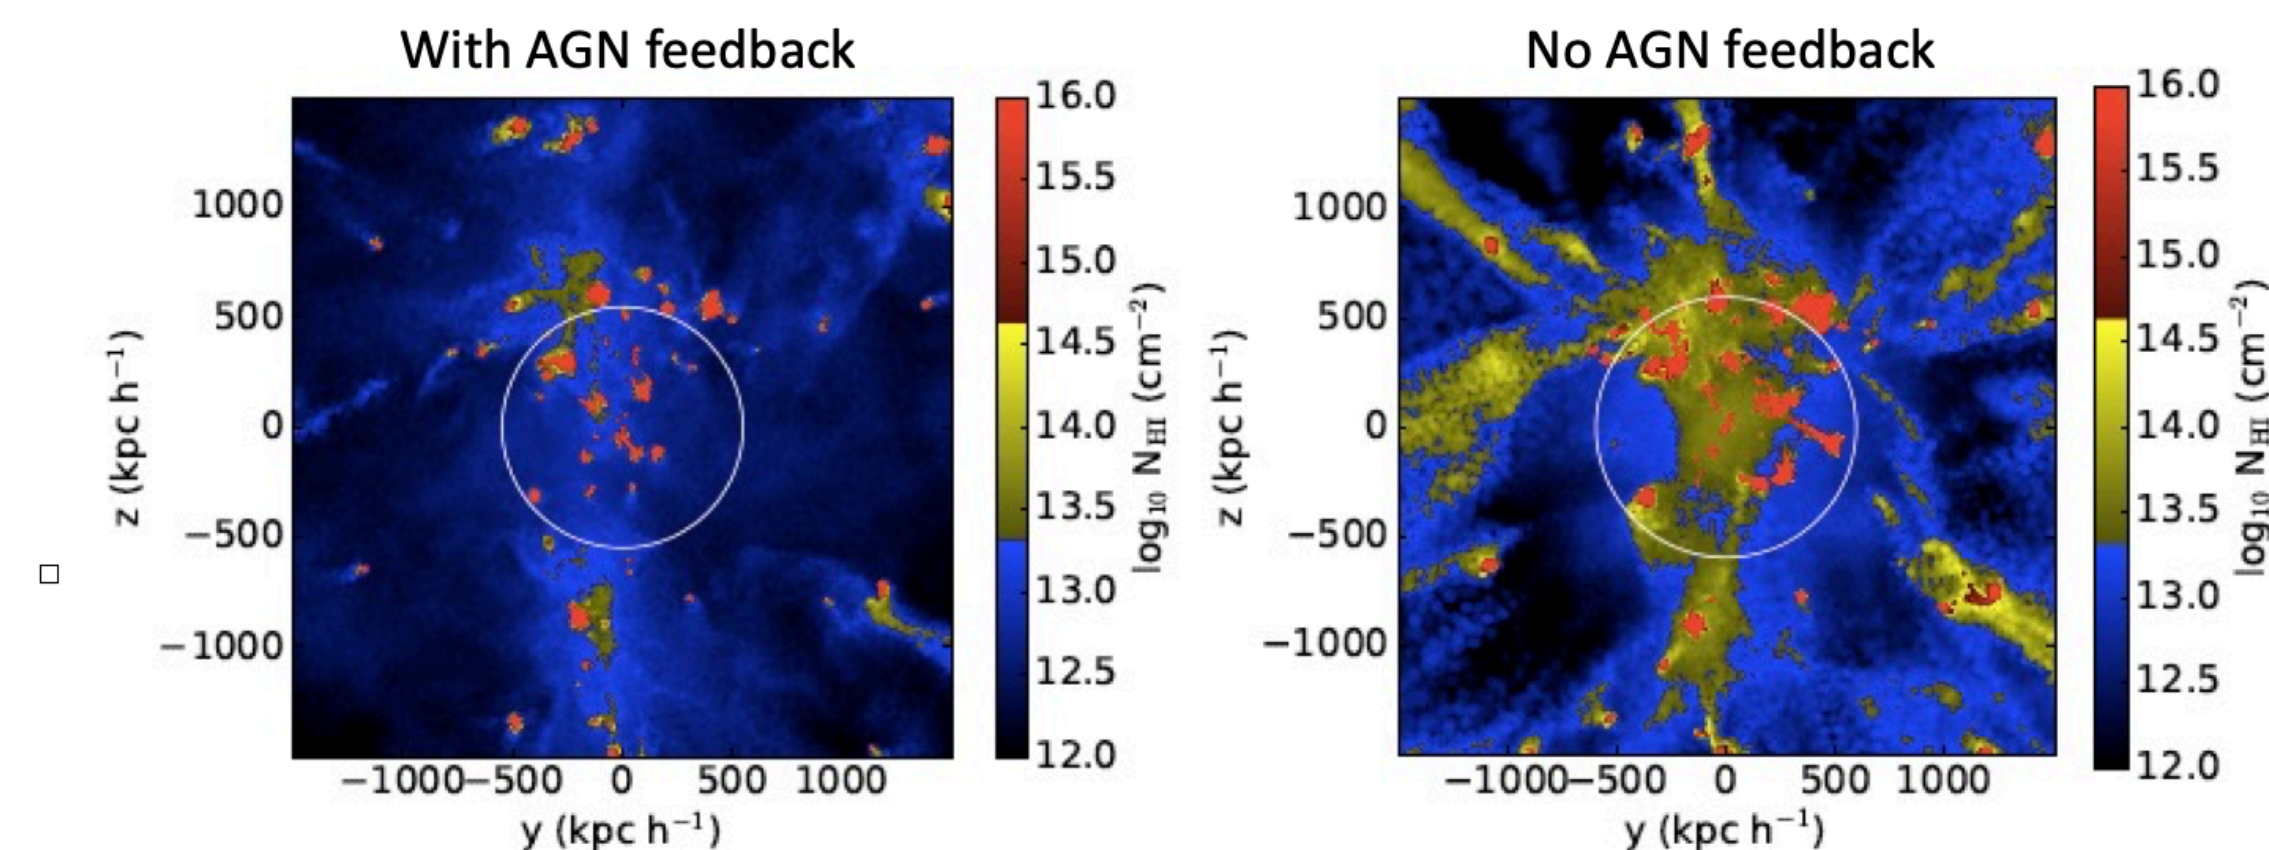 With AGN feedback
No AGN feedback
1000
500
0
−500
−1000
z (kpc h⁻¹)
−1000 −500 0 500 1000
y (kpc h⁻¹)
16.0
15.5
15.0
14.5
14.0
13.5
13.0
12.5
12.0
log₁₀ N_HI (cm⁻²)
1000
500
0
−500
−1000
z (kpc h⁻¹)
−1000 −500 0 500 1000
y (kpc h⁻¹)
16.0
15.5
15.0
14.5
14.0
13.5
13.0
12.5
12.0
log₁₀ N_HI (cm⁻²)